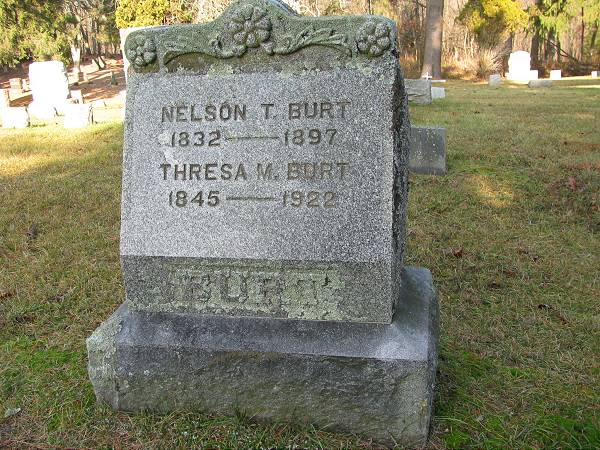 NELSON T. BURT
1832 — 1897
THRESA M. BURT
1845 — 1922
BURT